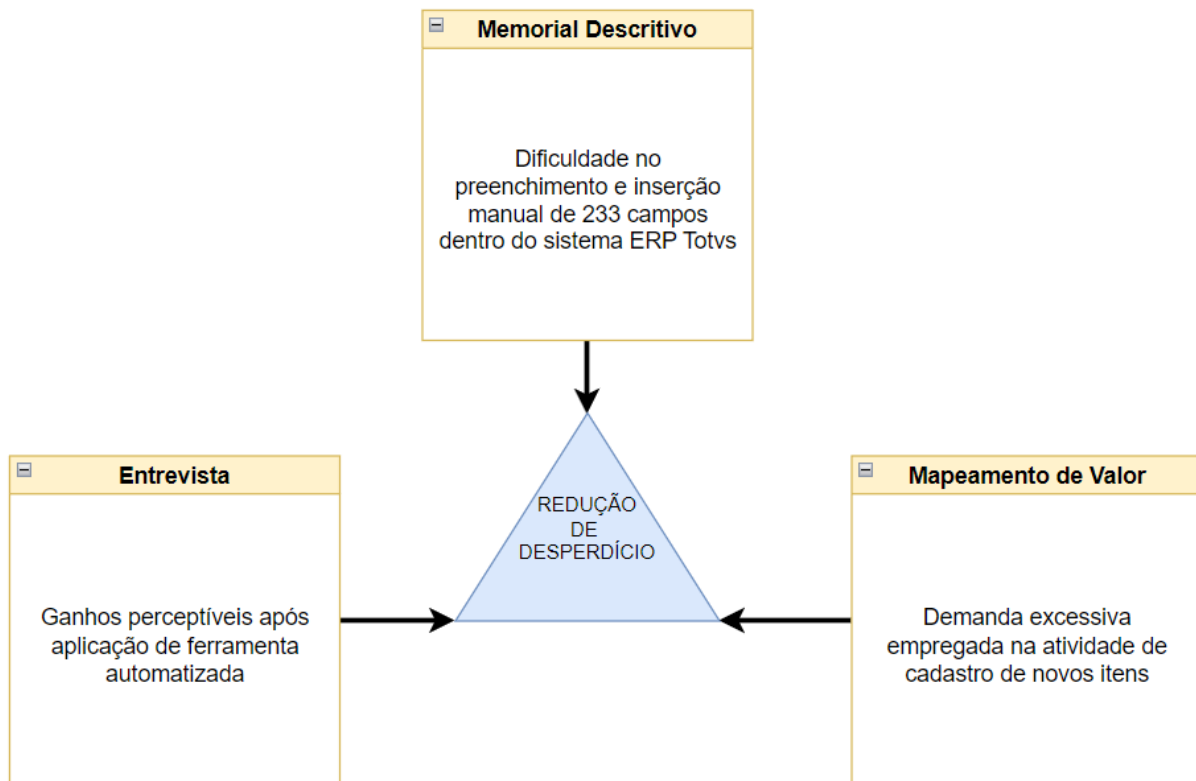 Memorial Descritivo
Dificuldade no
preenchimento e inserção
manual de 233 campos
dentro do sistema ERP Totvs
Entrevista
Ganhos perceptíveis após
aplicação de ferramenta
automatizada
REDUÇÃO
DE
DESPERDÍCIO
Mapeamento de Valor
Demanda excessiva
empregada na atividade de
cadastro de novos itens